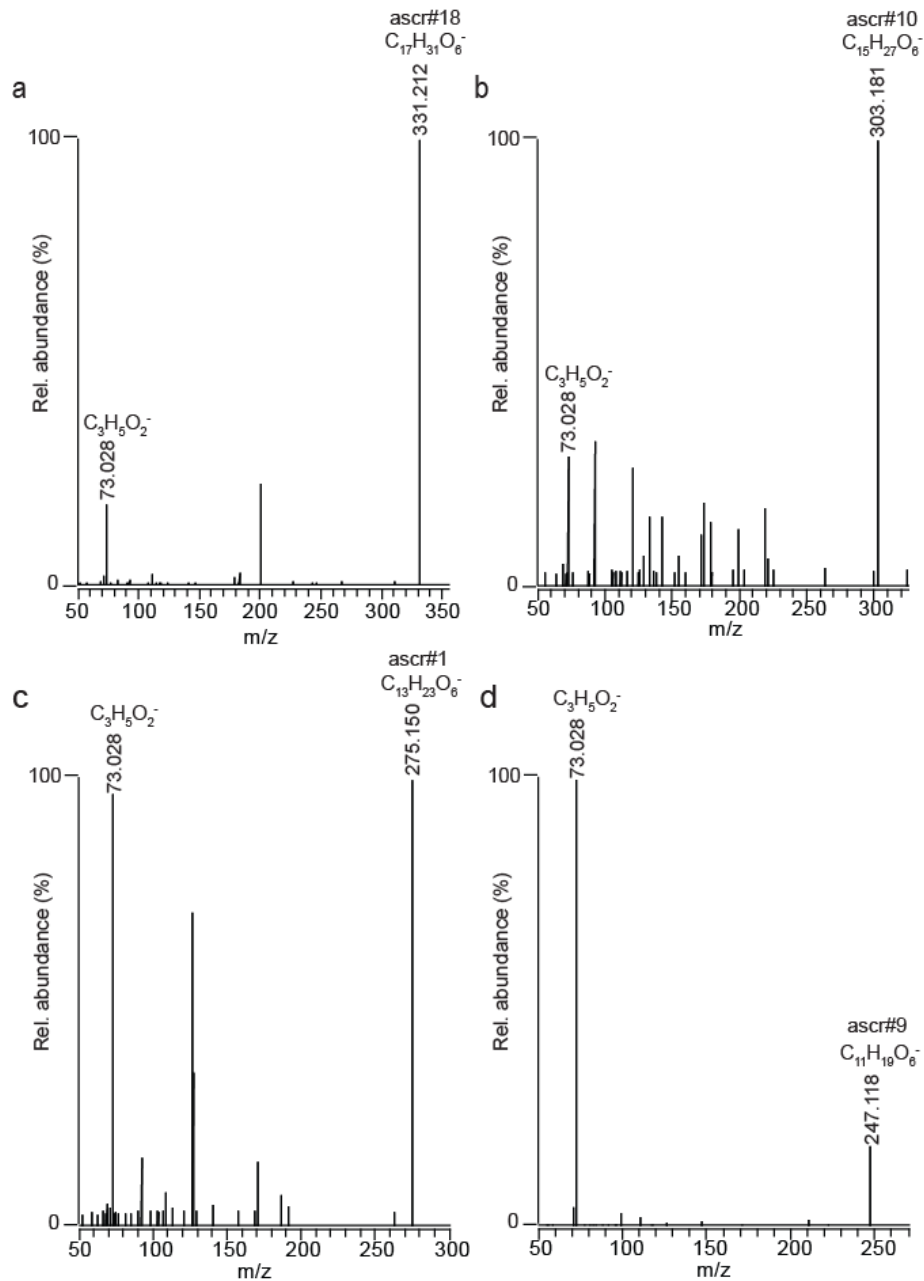 a
ascr#18
C₁₇H₃₁O₆⁻
331.212
C₃H₅O₂⁻
73.028
100
0
Rel. abundance (%)
50 100 150 200 250 300 350
m/z
b
ascr#10
C₁₅H₂₇O₆⁻
303.181
C₃H₅O₂⁻
73.028
100
0
Rel. abundance (%)
50 100 150 200 250 300
m/z
c
ascr#1
C₁₃H₂₃O₆⁻
275.150
C₃H₅O₂⁻
73.028
100
0
Rel. abundance (%)
50 100 150 200 250 300
m/z
d
C₃H₅O₂⁻
73.028
ascr#9
C₁₁H₁₉O₆⁻
247.118
100
0
Rel. abundance (%)
50 100 150 200 250
m/z